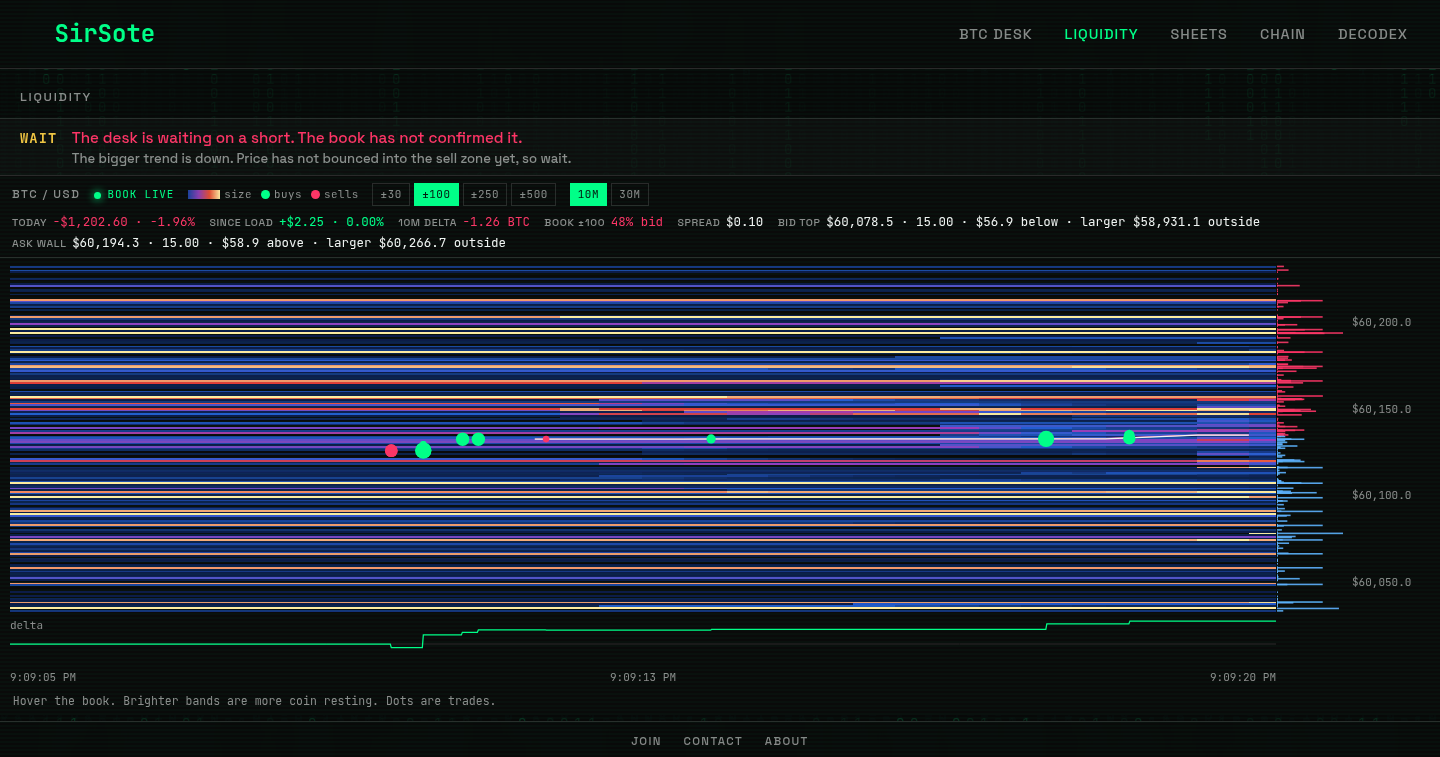 SirSote
BTC DESK LIQUIDITY SHEETS CHAIN DECODEX
LIQUIDITY
WAIT The desk is waiting on a short. The book has not confirmed it.
The bigger trend is down. Price has not bounced into the sell zone yet, so wait.
BTC / USD BOOK LIVE size buys sells ±30 ±100 ±250 ±500 10M 30M
TODAY -$1,202.60 · -1.96% SINCE LOAD +$2.25 · 0.00% 10M DELTA -1.26 BTC BOOK ±100 48% bid SPREAD $0.10 BID TOP $60,078.5 · 15.00 · $56.9 below · larger $58,931.1 outside
ASK WALL $60,194.3 · 15.00 · $58.9 above · larger $60,266.7 outside
$60,200.0
$60,150.0
$60,100.0
$60,050.0
delta
9:09:05 PM 9:09:13 PM 9:09:20 PM
Hover the book. Brighter bands are more coin resting. Dots are trades.
JOIN CONTACT ABOUT